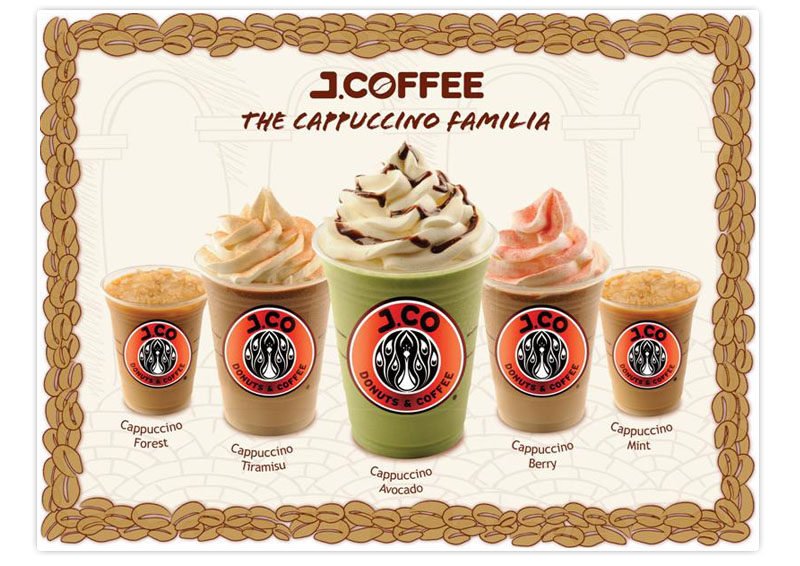 J.COFFEE
THE CAPPUCCINO FAMILIA
J.CO
DONUTS & COFFEE
J.CO
DONUTS & COFFEE
J.CO
DONUTS & COFFEE
J.CO
DONUTS & COFFEE
J.CO
DONUTS & COFFEE
Cappuccino
Forest
Cappuccino
Tiramisu
Cappuccino
Avocado
Cappuccino
Berry
Cappuccino
Mint